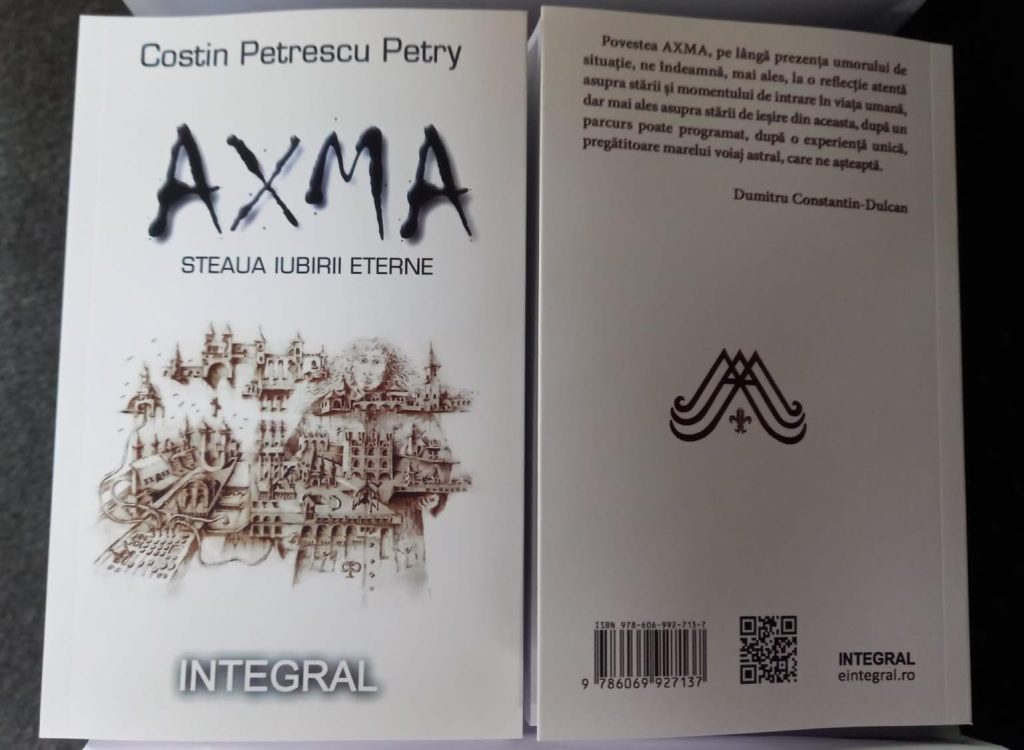 Costin Petrescu Petry
AXMA
STEAUA IUBIRII ETERNE
INTEGRAL
Povestea AXMA, pe lângă prezența umorului de
situație, ne îndeamnă, mai ales, la o reflecție atentă
asupra stării și momentului de intrare în viața umană,
dar mai ales asupra stării de ieșire din aceasta, după un
parcurs poate programat, după o experiență unică,
pregătitoare marelui voiaj astral, care ne așteaptă.
Dumitru Constantin-Dulcan
ISBN 978-606-992-713-7
9 786069 927137
INTEGRAL
eintegral.ro